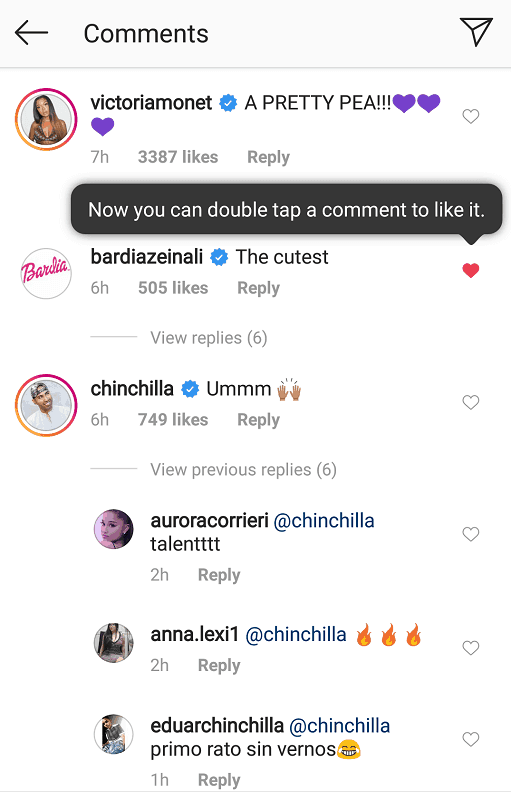 Comments
victoriamonet A PRETTY PEA!!!💜💜
💜
7h 3387 likes Reply
Now you can double tap a comment to like it.
Bardia
bardiazeinali The cutest
6h 505 likes Reply
View replies (6)
chinchilla Ummm 🙌🏽
6h 749 likes Reply
View previous replies (6)
auroracorrieri @chinchilla
talentttt
2h Reply
anna.lexi1 @chinchilla 🔥 🔥 🔥
2h Reply
eduarchinchilla @chinchilla
primo rato sin vernos😂
1h Reply